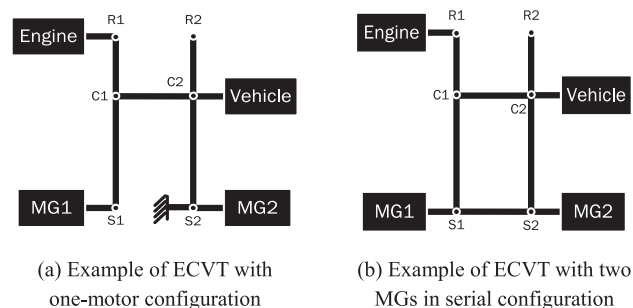 R1
R2
Engine
C1
C2
Vehicle
MG1
S1
S2
MG2
(a) Example of ECVT with
one-motor configuration
R1
R2
Engine
C1
C2
Vehicle
MG1
S1
S2
MG2
(b) Example of ECVT with two
MGs in serial configuration